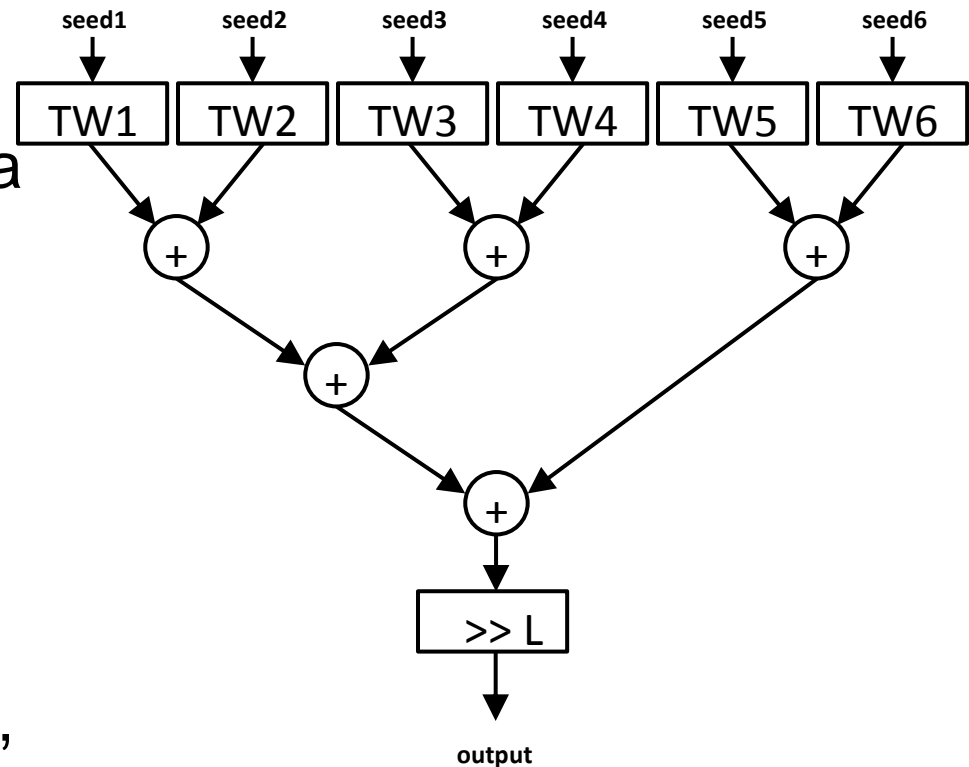 seed1 seed2 seed3 seed4 seed5 seed6
TW1 TW2 TW3 TW4 TW5 TW6
a
+ + +
+
+
>> L
,
output